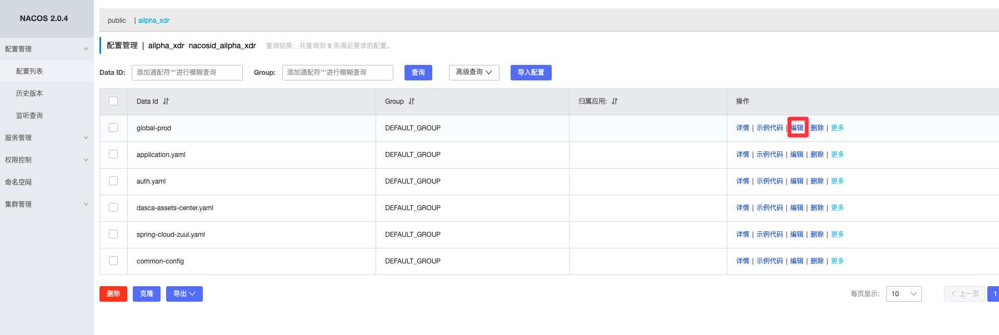 NACOS 2.0.4
配置管理
配置列表
历史版本
监听查询
服务管理
权限控制
命名空间
集群管理
public | ailpha_xdr
配置管理 | ailpha_xdr nacosid_ailpha_xdr 查询结果：共查询到 6 条满足要求的配置。
Data ID: 添加通配符'*'进行模糊查询 Group: 添加通配符'*'进行模糊查询 查询 高级查询 导入配置
Data Id Group 归属应用: 操作
global-prod DEFAULT_GROUP 详情 | 示例代码 | 编辑 删除 | 更多
application.yaml DEFAULT_GROUP 详情 | 示例代码 | 编辑 | 删除 | 更多
auth.yaml DEFAULT_GROUP 详情 | 示例代码 | 编辑 | 删除 | 更多
dasca-assets-center.yaml DEFAULT_GROUP 详情 | 示例代码 | 编辑 | 删除 | 更多
spring-cloud-zuul.yaml DEFAULT_GROUP 详情 | 示例代码 | 编辑 | 删除 | 更多
common-config DEFAULT_GROUP 详情 | 示例代码 | 编辑 | 删除 | 更多
删除 克隆 导出 每页显示: 10 上一页 1